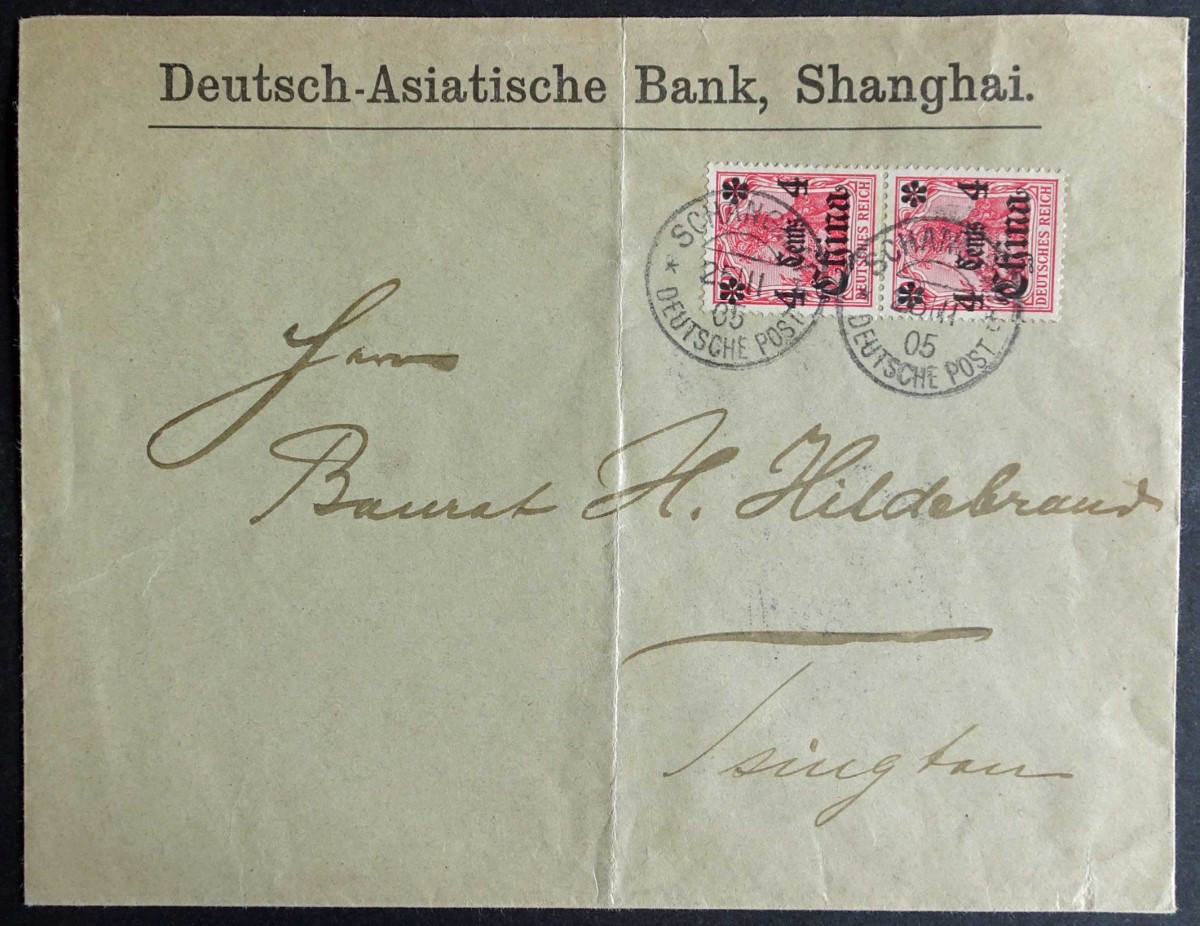 Deutsch-Asiatische Bank, Shanghai.
4 Cents 4
China
DEUTSCHES REICH
4 Cents 4
China
DEUTSCHES REICH
05
DEUTSCHE POST
05
DEUTSCHE POST
Herrn
Baurat H. Hildebrand
Tsingtau